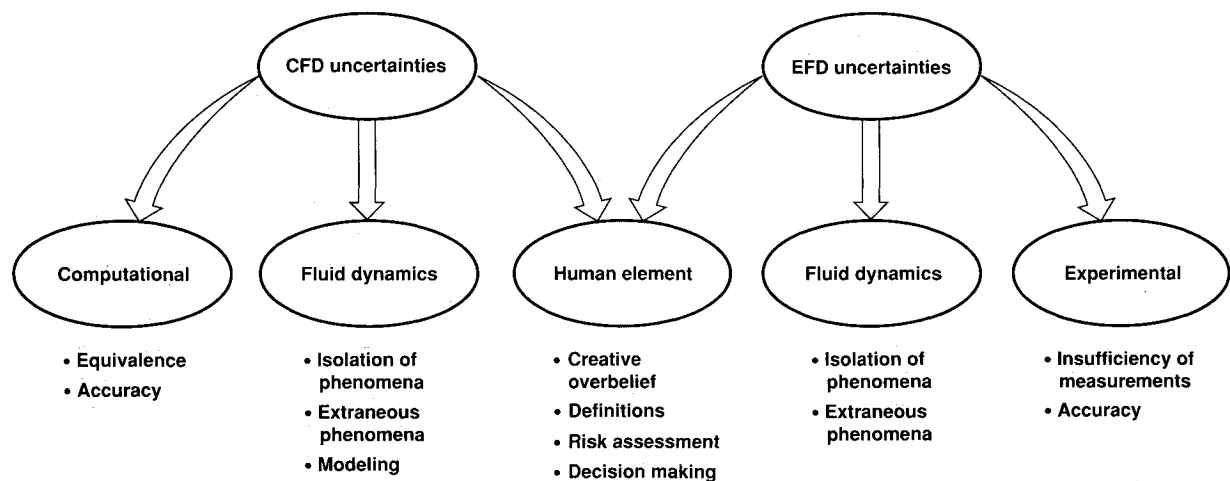 CFD uncertainties
EFD uncertainties
Computational
Fluid dynamics
Human element
Fluid dynamics
Experimental
• Equivalence
• Accuracy
• Isolation of
phenomena
• Extraneous
phenomena
• Modeling
• Creative
overbelief
• Definitions
• Risk assessment
• Decision making
• Isolation of
phenomena
• Extraneous
phenomena
• Insufficiency of
measurements
• Accuracy